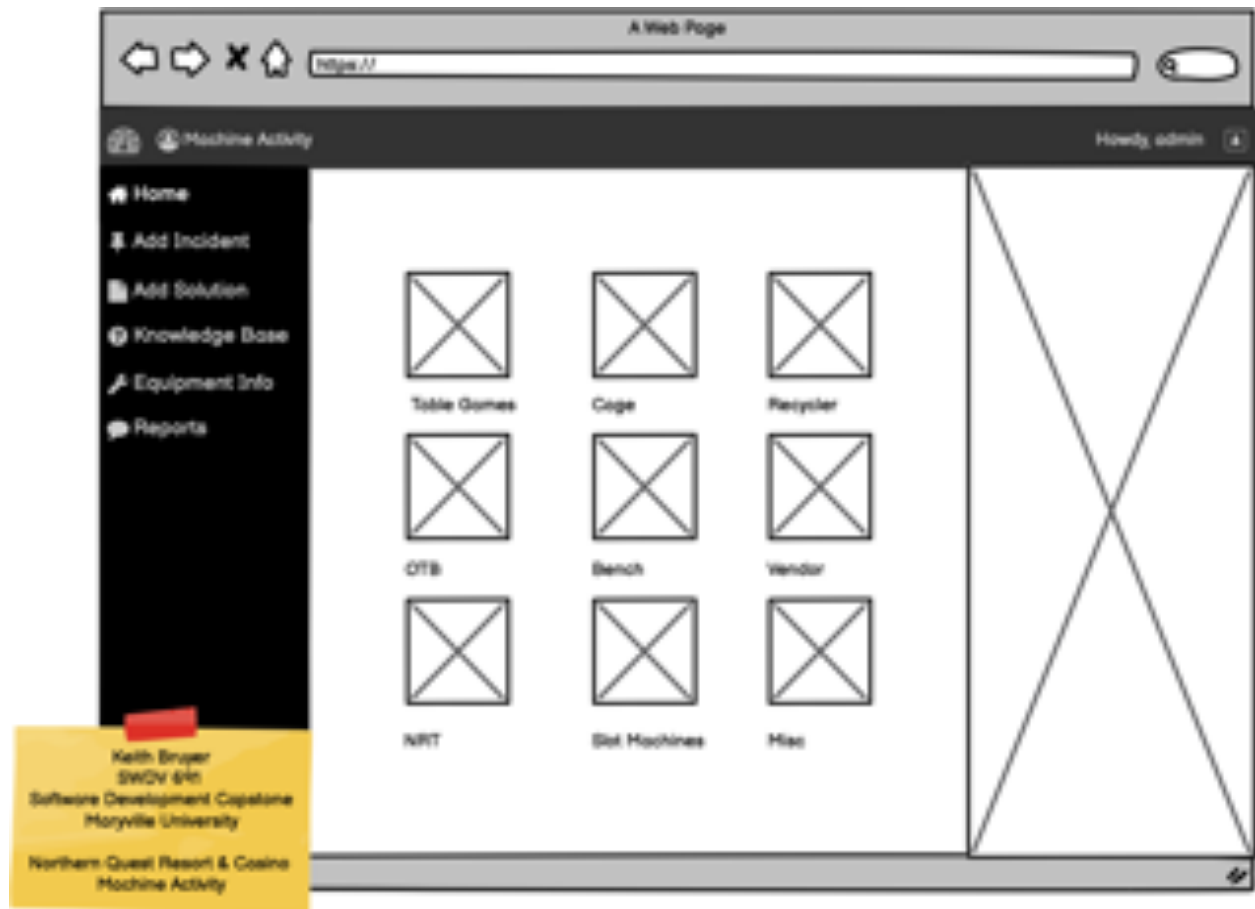 A Web Page
https://
Machine Activity
Howdy, admin
Home
Add Incident
Add Solution
Knowledge Base
Equipment Info
Reports
Table Games
Cage
Recycler
OTB
Bench
Vendor
NRT
Slot Machines
Misc
Keith
SWDV
Software Development Capstone
Maryville University
Northern Quest Resort & Casino
Machine Activity